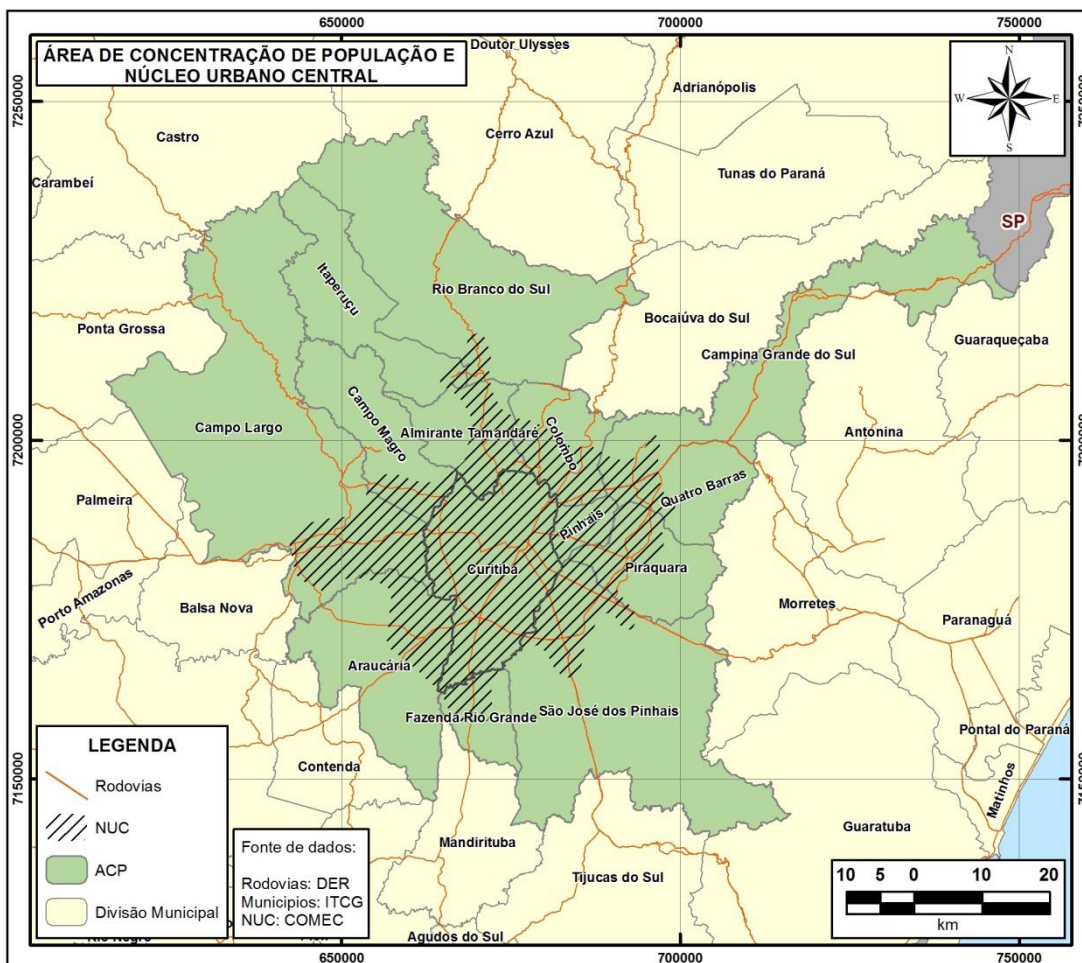 650000
700000
750000
ÁREA DE CONCENTRAÇÃO DE POPULAÇÃO E
NÚCLEO URBANO CENTRAL
Doutor Ulysses
Adrianópolis
N
W
E
S
7250000
7250000
Castro
Cerro Azul
Carambeí
Tunas do Paraná
SP
Itaperuçu
Rio Branco do Sul
Ponta Grossa
Bocaiúva do Sul
Guaraqueçaba
Campina Grande do Sul
Campo Largo
Campo Magro
Almirante Tamandaré
Colombo
Antonina
7200000
7200000
Palmeira
Quatro Barras
Pinhais
Curitiba
Piraquara
Porto Amazonas
Balsa Nova
Morretes
Paranaguá
Araucária
Fazenda Rio Grande
São José dos Pinhais
Pontal do Paraná
Contenda
Matinhos
7150000
7150000
Mandirituba
Guaratuba
Tijucas do Sul
Agudos do Sul
LEGENDA
Rodovias
NUC
ACP
Divisão Municipal
Fonte de dados:
Rodovias: DER
Municipios: ITCG
NUC: COMEC
10 5 0 10 20
km
650000
700000
750000